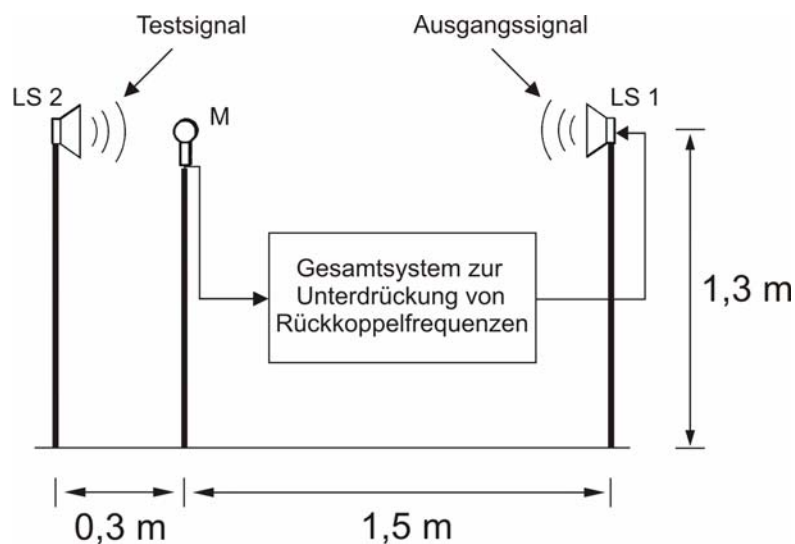 Testsignal
Ausgangssignal
LS 2
M
LS 1
Gesamtsystem zur
Unterdrückung von
Rückkoppelfrequenzen
1,3 m
0,3 m
1,5 m